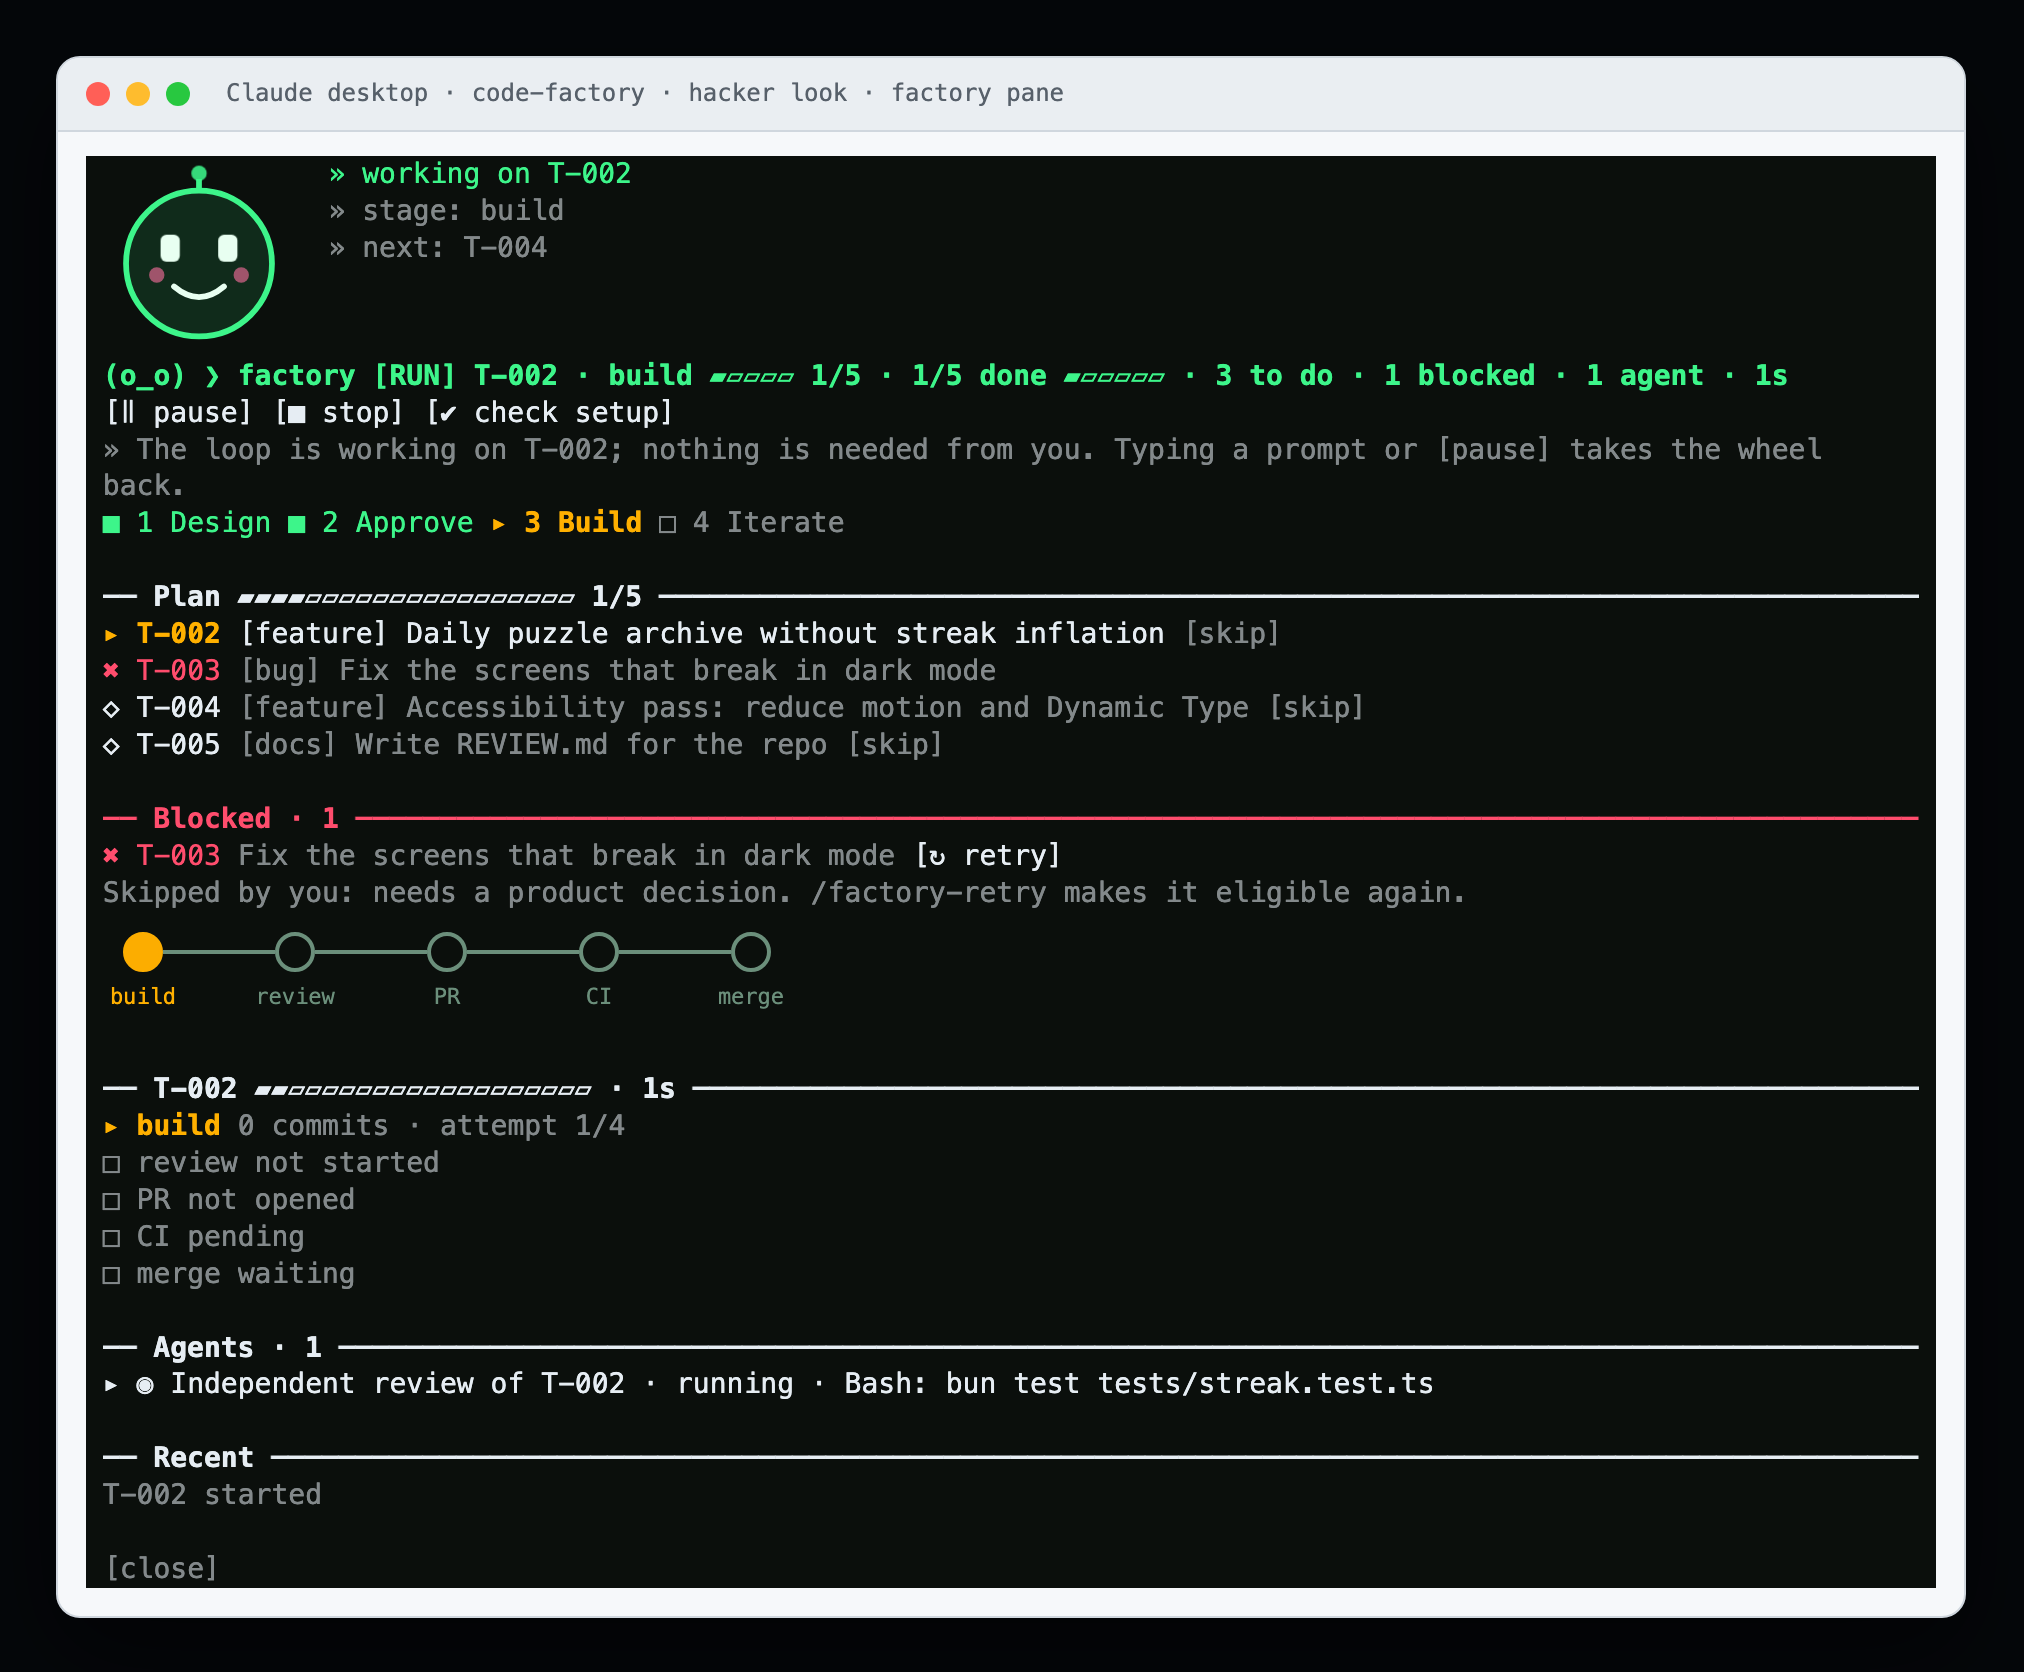 Claude desktop · code-factory · hacker look · factory pane
» working on T-002
» stage: build
» next: T-004
(o_o) ❯ factory [RUN] T-002 · build ▰▱▱▱▱ 1/5 · 1/5 done ▰▱▱▱▱▱ · 3 to do · 1 blocked · 1 agent · 1s
[‖ pause] [■ stop] [✔ check setup]
» The loop is working on T-002; nothing is needed from you. Typing a prompt or [pause] takes the wheel
back.
■ 1 Design ■ 2 Approve ▸ 3 Build □ 4 Iterate
── Plan ▰▰▰▰▱▱▱▱▱▱▱▱▱▱▱▱▱▱▱▱ 1/5 ──
▸ T-002 [feature] Daily puzzle archive without streak inflation [skip]
✖ T-003 [bug] Fix the screens that break in dark mode
◇ T-004 [feature] Accessibility pass: reduce motion and Dynamic Type [skip]
◇ T-005 [docs] Write REVIEW.md for the repo [skip]
── Blocked · 1 ──
✖ T-003 Fix the screens that break in dark mode [↻ retry]
Skipped by you: needs a product decision. /factory-retry makes it eligible again.
build review PR CI merge
── T-002 ▰▰▱▱▱▱▱▱▱▱▱▱▱▱▱▱▱▱▱▱ · 1s ──
▸ build 0 commits · attempt 1/4
□ review not started
□ PR not opened
□ CI pending
□ merge waiting
── Agents · 1 ──
▸ ◉ Independent review of T-002 · running · Bash: bun test tests/streak.test.ts
── Recent ──
T-002 started
[close]